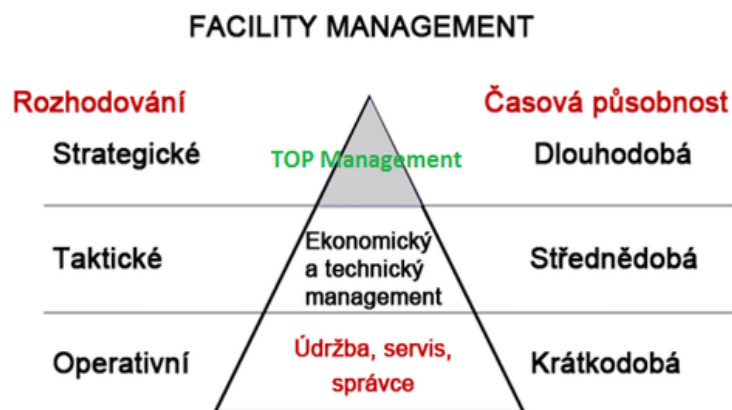 FACILITY MANAGEMENT
Rozhodování
Časová působnost
Strategické
TOP Management
Dlouhodobá
Taktické
Ekonomický
a technický
management
Střednědobá
Operativní
Údržba, servis,
správce
Krátkodobá